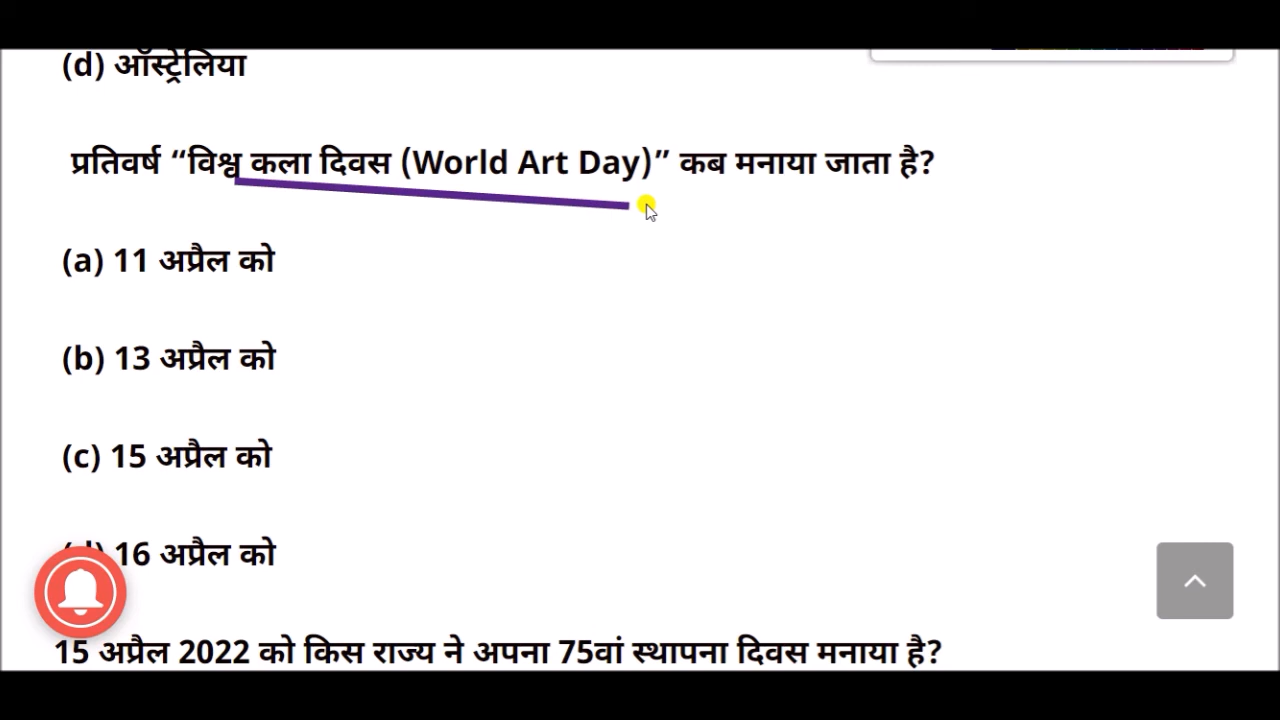 (d) ऑस्ट्रेलिया
प्रतिवर्ष “विश्व कला दिवस (World Art Day)” कब मनाया जाता है?
(a) 11 अप्रैल को
(b) 13 अप्रैल को
(c) 15 अप्रैल को
(d) 16 अप्रैल को
15 अप्रैल 2022 को किस राज्य ने अपना 75वां स्थापना दिवस मनाया है?